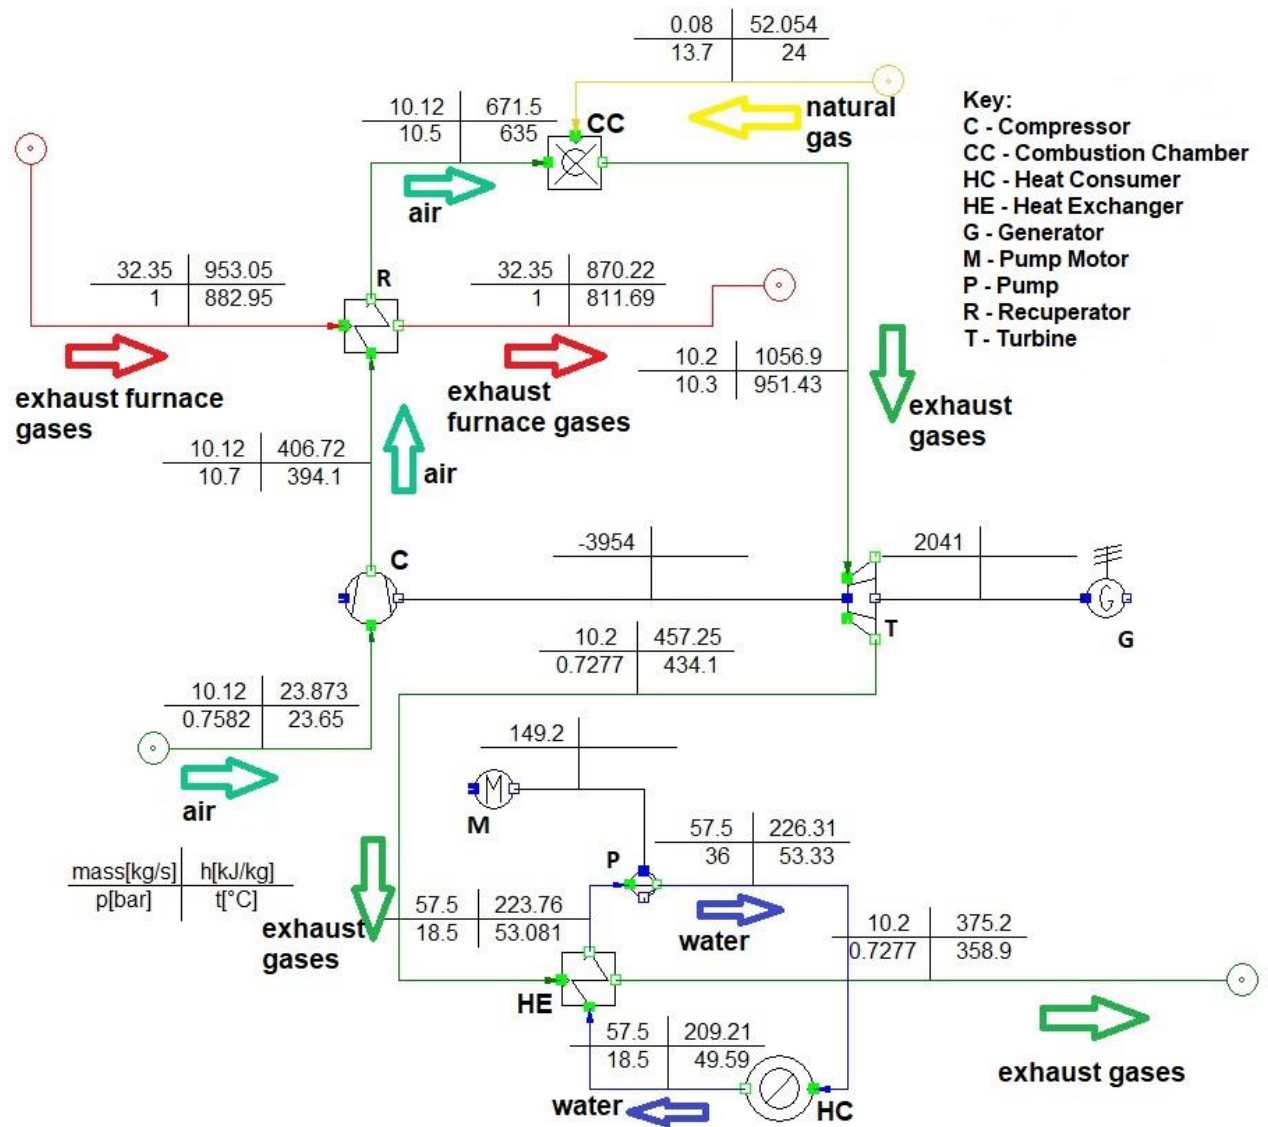 0.08 52.054
13.7 24
natural
gas
Key:
C - Compressor
CC - Combustion Chamber
HC - Heat Consumer
HE - Heat Exchanger
G - Generator
M - Pump Motor
P - Pump
R - Recuperator
T - Turbine
10.12 671.5
10.5 635
CC
air
32.35 953.05
1 882.95
R
32.35 870.22
1 811.69
exhaust furnace
gases
exhaust
furnace gases
10.2 1056.9
10.3 951.43
exhaust
gases
10.12 406.72
10.7 394.1
air
C
-3954
2041
G
T
G
10.2 457.25
0.7277 434.1
10.12 23.873
0.7582 23.65
air
149.2
M
M
P
57.5 226.31
36 53.33
mass[kg/s] h[kJ/kg]
p[bar] t[°C]
exhaust
gases
57.5 223.76
18.5 53.081
water
10.2 375.2
0.7277 358.9
HE
57.5 209.21
18.5 49.59
water
HC
exhaust gases